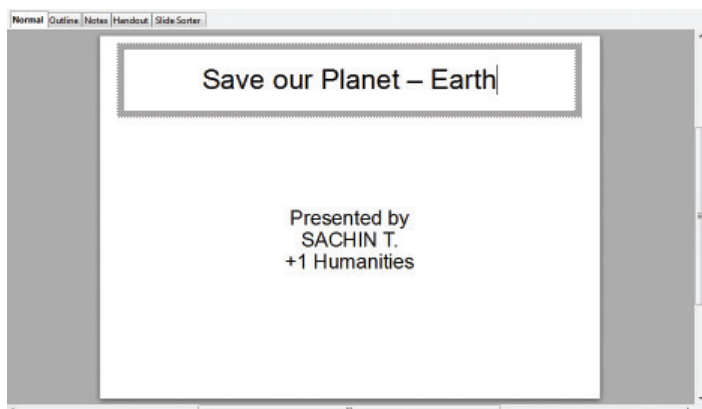 Normal Outline Notes Handout Slide Sorter
Save our Planet – Earth
Presented by
SACHIN T.
+1 Humanities